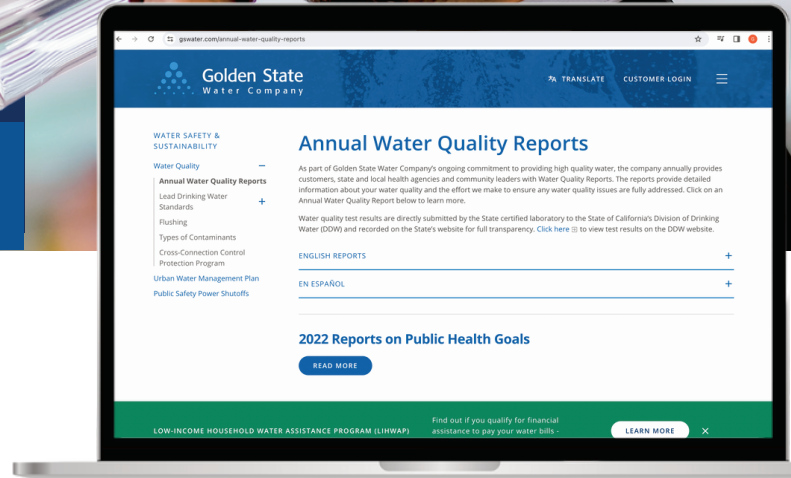 gswater.com/annual-water-quality-reports
Golden State
Water Company
TRANSLATE
CUSTOMER LOGIN
WATER SAFETY &
SUSTAINABILITY
Water Quality
Annual Water Quality Reports
Lead Drinking Water
Standards
Flushing
Types of Contaminants
Cross-Connection Control
Protection Program
Urban Water Management Plan
Public Safety Power Shutoffs
Annual Water Quality Reports
As part of Golden State Water Company's ongoing commitment to providing high quality water, the company annually provides
customers, state and local health agencies and community leaders with Water Quality Reports. The reports provide detailed
information about your water quality and the effort we make to ensure any water quality issues are fully addressed. Click on an
Annual Water Quality Report below to learn more.
Water quality test results are directly submitted by the State certified laboratory to the State of California's Division of Drinking
Water (DDW) and recorded on the State's website for full transparency. Click here to view test results on the DDW website.
ENGLISH REPORTS
EN ESPAÑOL
2022 Reports on Public Health Goals
READ MORE
LOW-INCOME HOUSEHOLD WATER ASSISTANCE PROGRAM (LIHWAP)
Find out if you qualify for financial
assistance to pay your water bills -
LEARN MORE